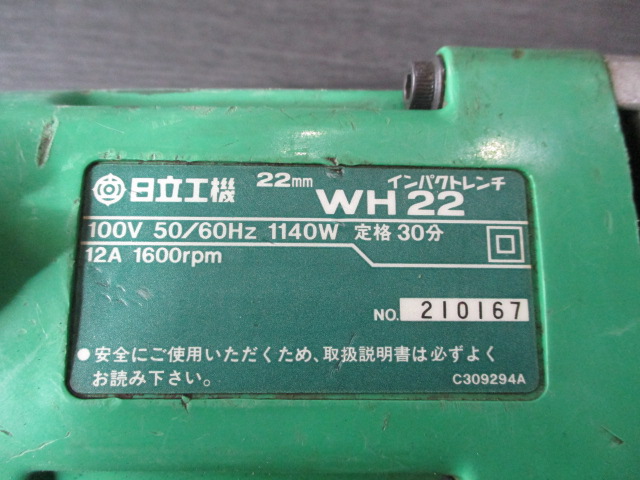 日立工機 22mm インパクトレンチ
WH 22
100V 50/60Hz 1140W 定格 30分
12A 1600rpm
NO. 210167
●安全にご使用いただくため、取扱説明書は必ずよく
お読み下さい。
C309294A